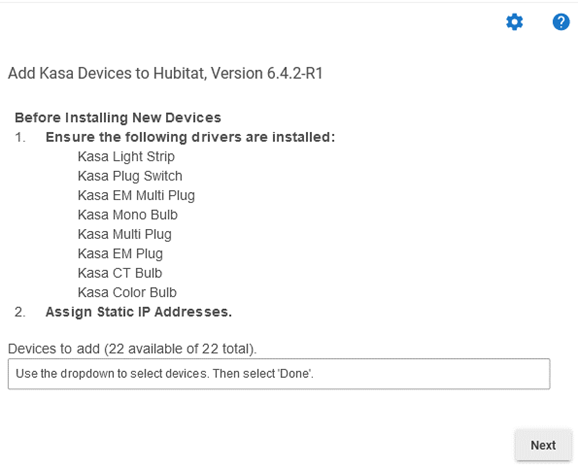 Add Kasa Devices to Hubitat, Version 6.4.2-R1
Before Installing New Devices
1. Ensure the following drivers are installed:
Kasa Light Strip
Kasa Plug Switch
Kasa EM Multi Plug
Kasa Mono Bulb
Kasa Multi Plug
Kasa EM Plug
Kasa CT Bulb
Kasa Color Bulb
2. Assign Static IP Addresses.
Devices to add (22 available of 22 total).
Use the dropdown to select devices. Then select 'Done'.
Next